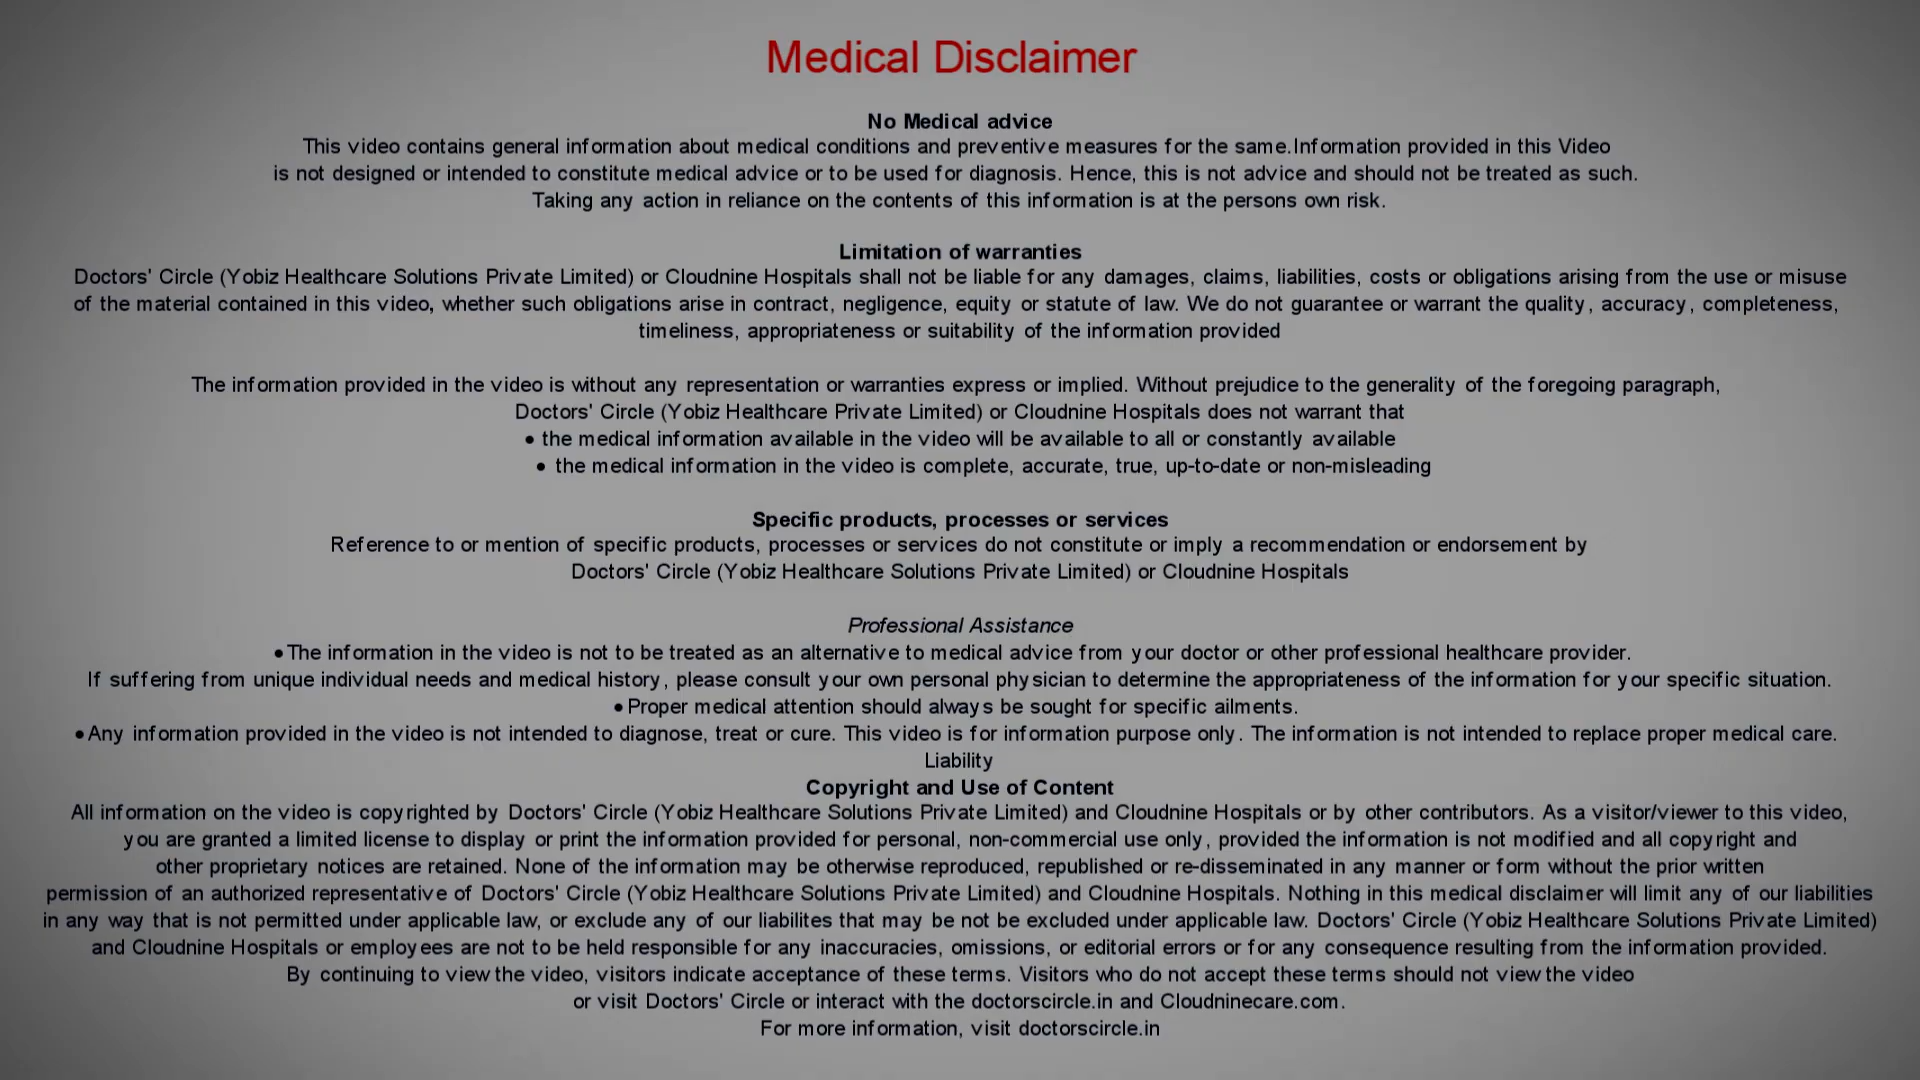 Medical Disclaimer
No Medical advice
This video contains general information about medical conditions and preventive measures for the same.Information provided in this Video
is not designed or intended to constitute medical advice or to be used for diagnosis. Hence, this is not advice and should not be treated as such.
Taking any action in reliance on the contents of this information is at the persons own risk.
Limitation of warranties
Doctors' Circle (Yobiz Healthcare Solutions Private Limited) or Cloudnine Hospitals shall not be liable for any damages, claims, liabilities, costs or obligations arising from the use or misuse
of the material contained in this video, whether such obligations arise in contract, negligence, equity or statute of law. We do not guarantee or warrant the quality, accuracy, completeness,
timeliness, appropriateness or suitability of the information provided
The information provided in the video is without any representation or warranties express or implied. Without prejudice to the generality of the foregoing paragraph,
Doctors' Circle (Yobiz Healthcare Private Limited) or Cloudnine Hospitals does not warrant that
• the medical information available in the video will be available to all or constantly available
• the medical information in the video is complete, accurate, true, up-to-date or non-misleading
Specific products, processes or services
Reference to or mention of specific products, processes or services do not constitute or imply a recommendation or endorsement by
Doctors' Circle (Yobiz Healthcare Solutions Private Limited) or Cloudnine Hospitals
Professional Assistance
•The information in the video is not to be treated as an alternative to medical advice from your doctor or other professional healthcare provider.
If suffering from unique individual needs and medical history, please consult your own personal physician to determine the appropriateness of the information for your specific situation.
•Proper medical attention should always be sought for specific ailments.
•Any information provided in the video is not intended to diagnose, treat or cure. This video is for information purpose only. The information is not intended to replace proper medical care.
Liability
Copyright and Use of Content
All information on the video is copyrighted by Doctors' Circle (Yobiz Healthcare Solutions Private Limited) and Cloudnine Hospitals or by other contributors. As a visitor/viewer to this video,
you are granted a limited license to display or print the information provided for personal, non-commercial use only, provided the information is not modified and all copyright and
other proprietary notices are retained. None of the information may be otherwise reproduced, republished or re-disseminated in any manner or form without the prior written
permission of an authorized representative of Doctors' Circle (Yobiz Healthcare Solutions Private Limited) and Cloudnine Hospitals. Nothing in this medical disclaimer will limit any of our liabilities
in any way that is not permitted under applicable law, or exclude any of our liabilites that may be not be excluded under applicable law. Doctors' Circle (Yobiz Healthcare Solutions Private Limited)
and Cloudnine Hospitals or employees are not to be held responsible for any inaccuracies, omissions, or editorial errors or for any consequence resulting from the information provided.
By continuing to view the video, visitors indicate acceptance of these terms. Visitors who do not accept these terms should not view the video
or visit Doctors' Circle or interact with the doctorscircle.in and Cloudninecare.com.
For more information, visit doctorscircle.in